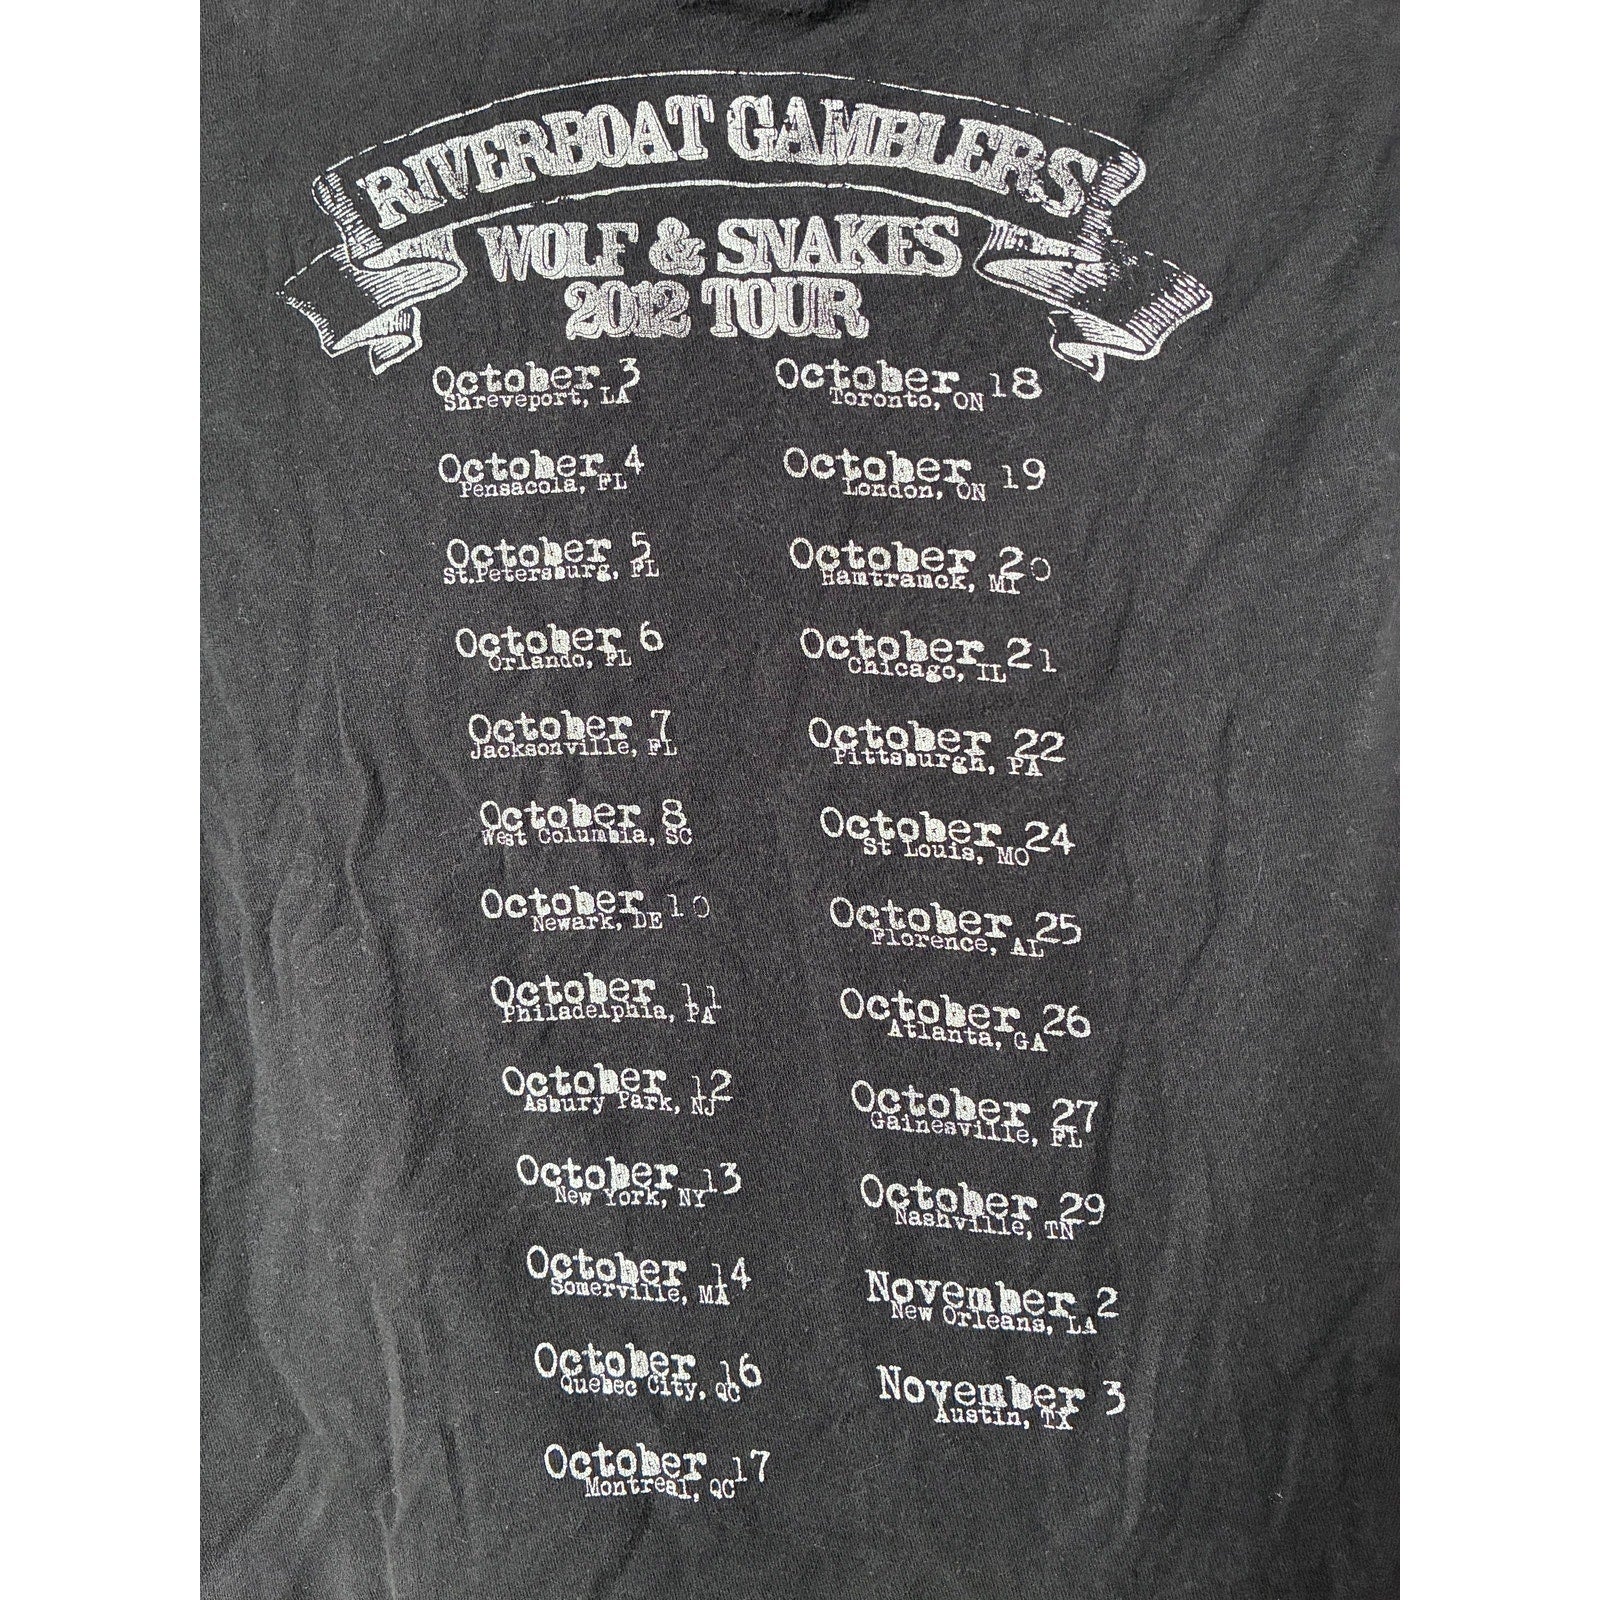 RIVERBOAT GAMBLERS
WOLF & SNAKES
2012 TOUR
October 3
Shreveport, LA
October 4
Pensacola, FL
October 5
St.Petersburg, FL
October 6
Orlando, FL
October 7
Jacksonville, FL
October 8
West Columbia, SC
October 10
Newark, DE
October 11
Philadelphia, PA
October 12
Asbury Park, NJ
October 13
New York, NY
October 14
Somerville, MA
October 16
Quebec City, QC
October 17
Montreal, QC
October 18
Toronto, ON
October 19
London, ON
October 20
Hamtramck, MI
October 21
Chicago, IL
October 22
Pittsburgh, PA
October 24
St Louis, MO
October 25
Florence, AL
October 26
Atlanta, GA
October 27
Gainesville, FL
October 29
Nashville, TN
November 2
New Orleans, LA
November 3
Austin, TX